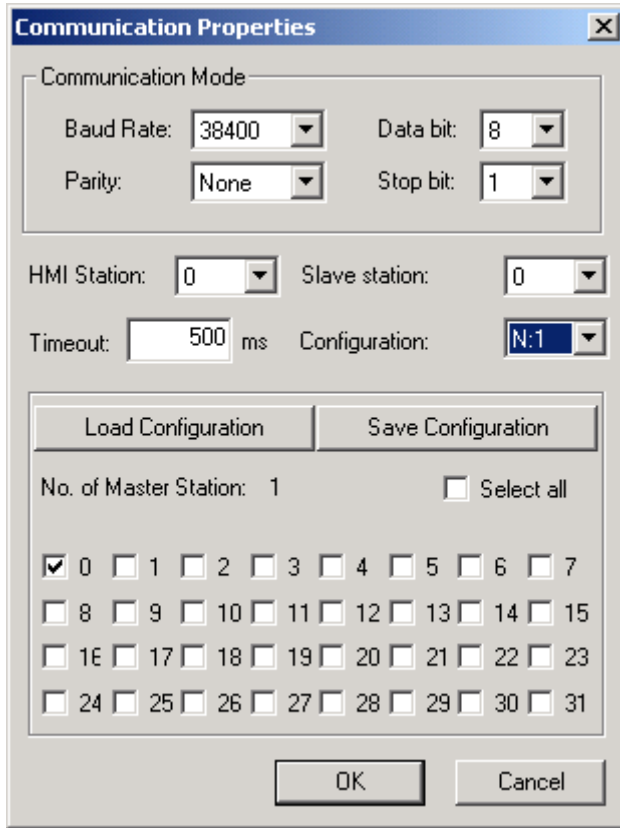 Communication Properties
Communication Mode
Baud Rate: 38400 Data bit: 8
Parity: None Stop bit: 1
HMI Station: 0 Slave station: 0
Timeout: 500 ms Configuration: N:1
Load Configuration Save Configuration
No. of Master Station: 1 Select all
0 1 2 3 4 5 6 7
8 9 10 11 12 13 14 15
16 17 18 19 20 21 22 23
24 25 26 27 28 29 30 31
OK Cancel